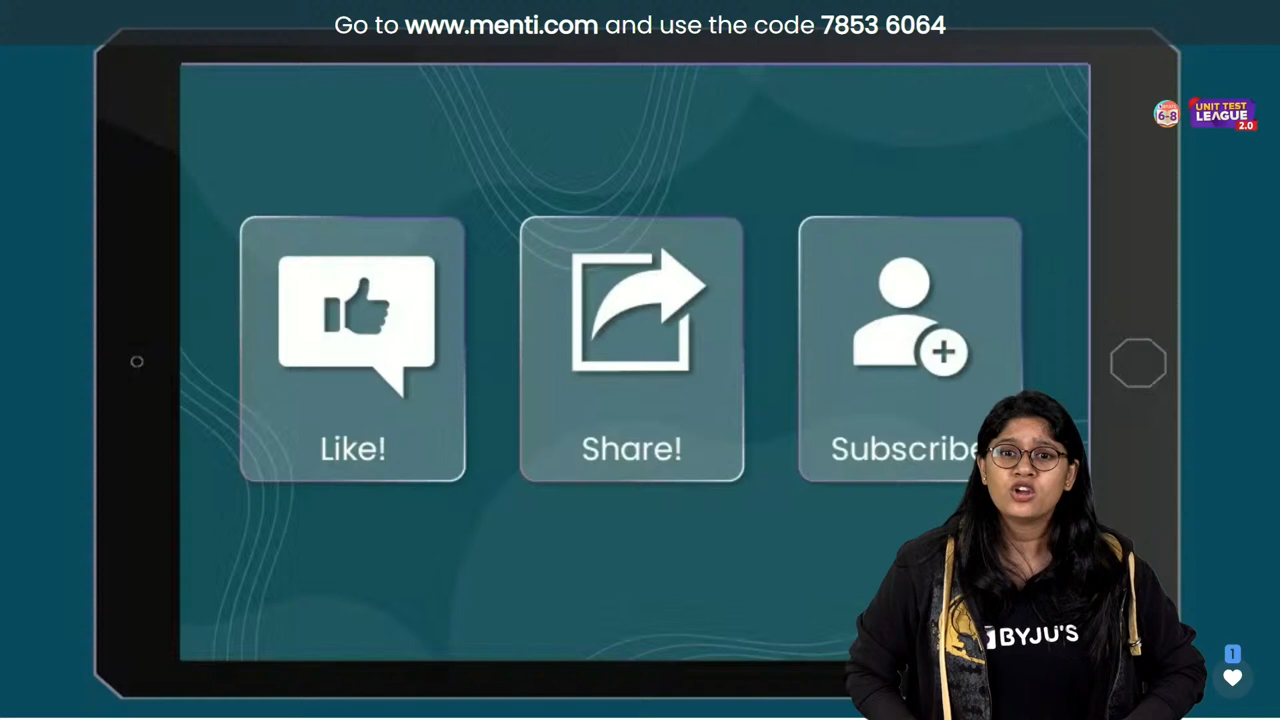 Go to www.menti.com and use the code 7853 6064
6-8
UNIT TEST
LEAGUE
2.0
Like!
Share!
Subscribe
BYJU'S
1